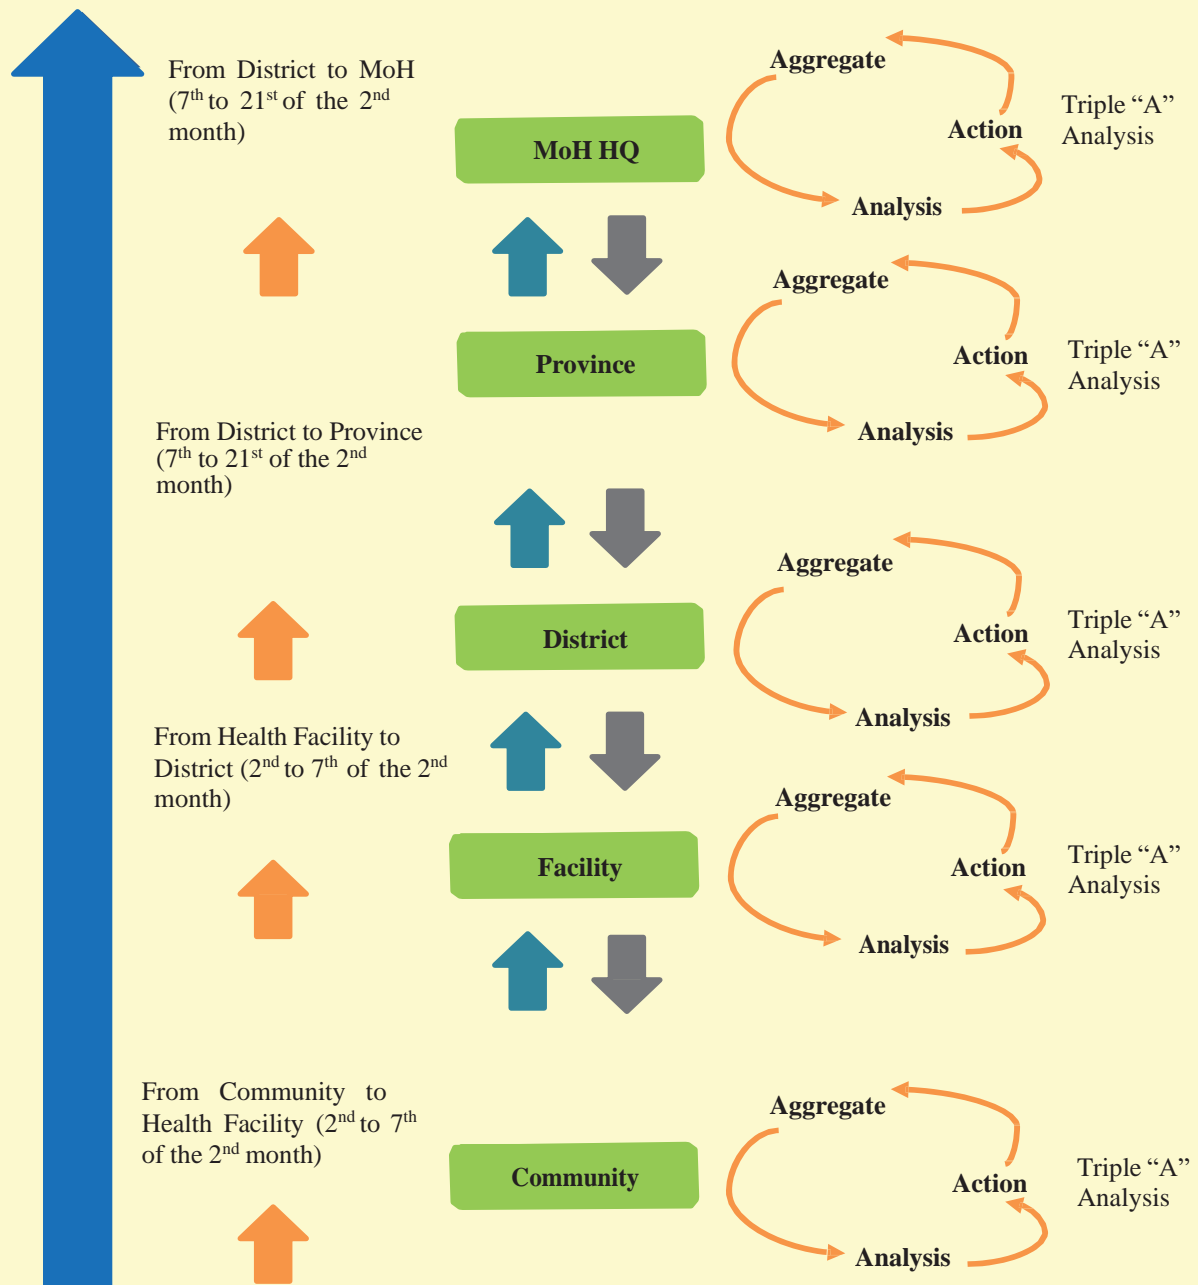 From District to MoH
(7th to 21st of the 2nd
month)
MoH HQ
Aggregate
Action
Analysis
Triple “A”
Analysis
Province
Aggregate
Action
Analysis
Triple “A”
Analysis
From District to Province
(7th to 21st of the 2nd
month)
District
Aggregate
Action
Analysis
Triple “A”
Analysis
From Health Facility to
District (2nd to 7th of the 2nd
month)
Facility
Aggregate
Action
Analysis
Triple “A”
Analysis
From Community to
Health Facility (2nd to 7th
of the 2nd month)
Community
Aggregate
Action
Analysis
Triple “A”
Analysis